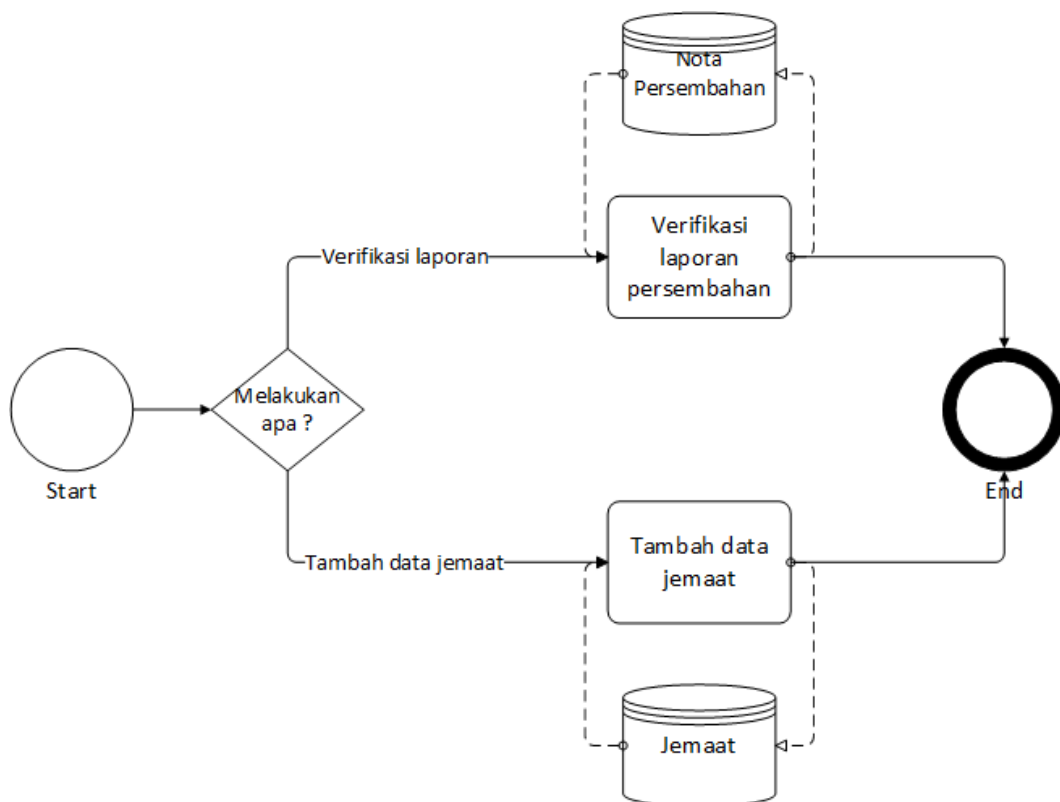 Nota
Persembahan
Verifikasi
laporan
persembahan
Verifikasi laporan
Melakukan
apa ?
Start
End
Tambah data jemaat
Tambah data
jemaat
Jemaat